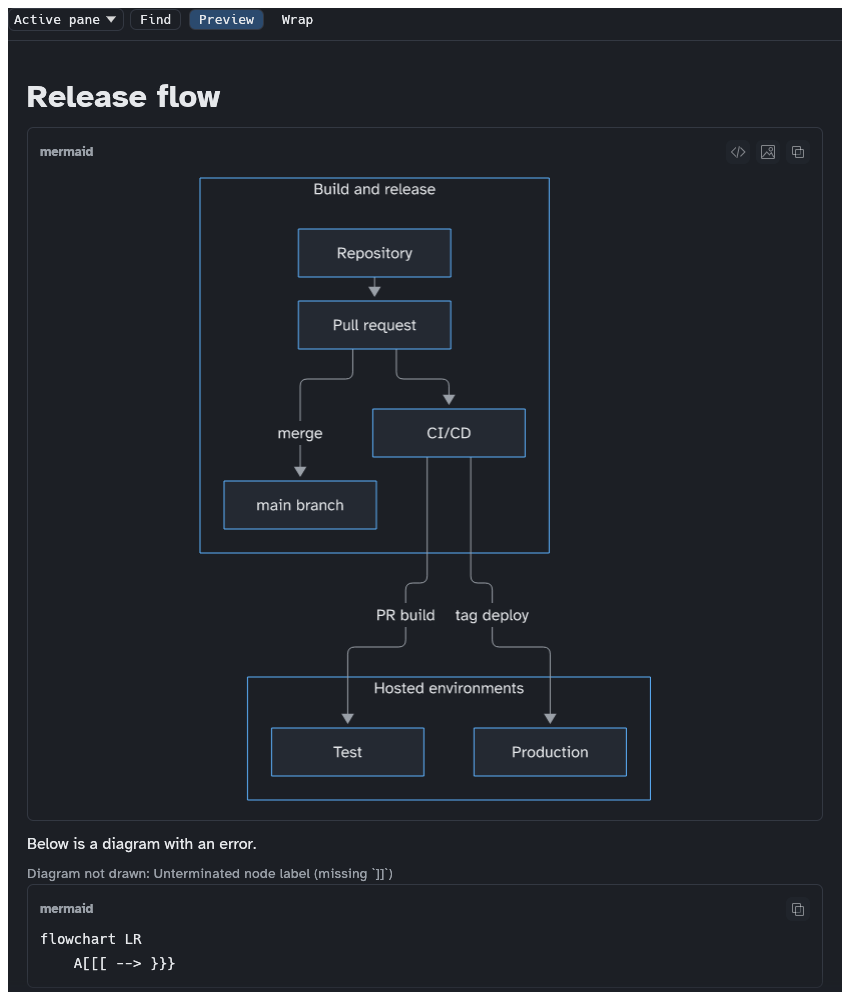 Active pane Find Preview Wrap
Release flow
mermaid
Build and release
Repository
Pull request
merge
CI/CD
main branch
PR build tag deploy
Hosted environments
Test Production
Below is a diagram with an error.
Diagram not drawn: Unterminated node label (missing `]]`)
mermaid
flowchart LR
    A[[[ --> }}}